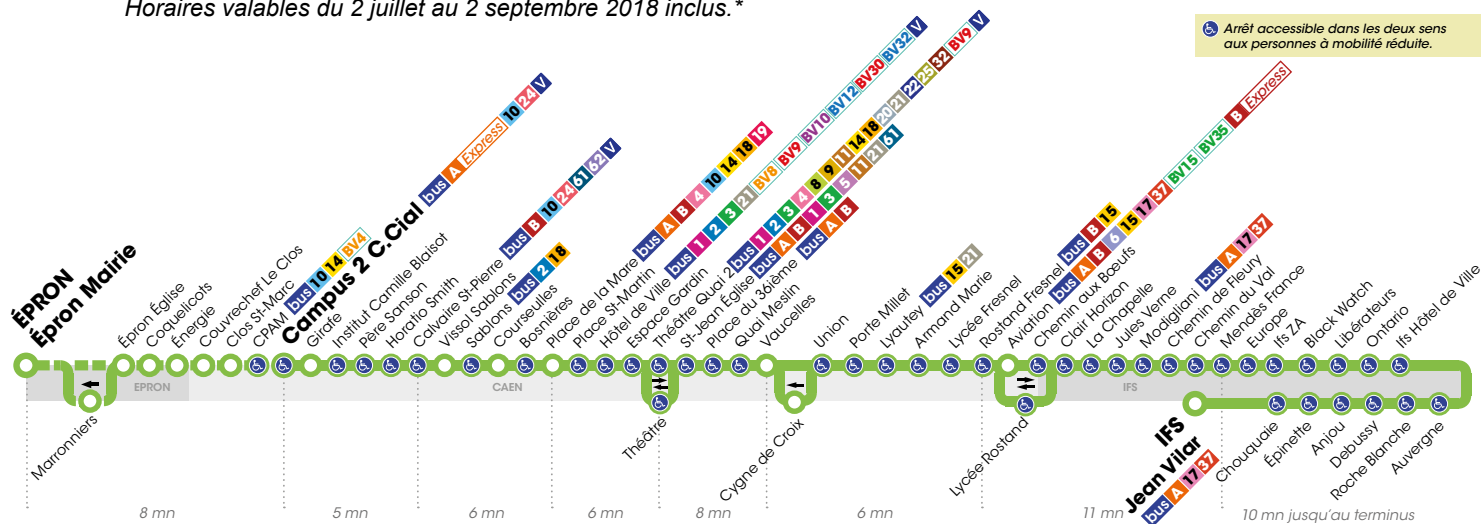 Horaires valables du 2 juillet au 2 septembre 2018 inclus.*
Arrêt accessible dans les deux sens
aux personnes à mobilité réduite.
ÉPRON
Épron Mairie
Marronniers
Épron Église
Coquelicots
Énergie
Couvrechef Le Clos
Clos St-Marc
CPAM bus 10 14 BV4
Campus 2 C.Cial bus A Express 10 24 V
Girafe
Institut Camille Blaisot
Père Sanson
Horatio Smith
Calvaire St-Pierre bus B 10 24 61 62 V
Vissol Sablons
Sablons bus 2 18
Courseulles
Bosnières
Place de la Mare bus A B 4 10 14 18 19
Place St-Martin
Hôtel de Ville bus 1 2 3 21 BV8 BV9 BV10 BV12 BV30 BV32 V
Espace Gardin
Théâtre Quai 2 bus 1 2 3 4 8 9 11 14 18 20 21 22 25 32 BV9 V
Théâtre
St-Jean Église bus A B 1 3 5 11 21 61
Place du 36ième bus A B
Quai Meslin
Vaucelles
Cygne de Croix
Union
Porte Millet
Lyautey bus 15 21
Armand Marie
Lycée Fresnel
Rostand Fresnel bus B 15
Aviation
Lycée Rostand
Chemin aux Bœufs bus A B 6 15 17 37 BV15 BV35 B Express
Clair Horizon
La Chapelle
Jules Verne
Modigliani bus A 17 37
Chemin de Fleury
Chemin du Val
Mendès France
Europe
Ifs ZA
Black Watch
Libérateurs
Ontario
Ifs Hôtel de Ville
EPRON
CAEN
IFS
IFS
Jean Vilar
bus A 17 37
Chouquaie
Épinette
Anjou
Debussy
Roche Blanche
Auvergne
8 mn
5 mn
6 mn
6 mn
8 mn
6 mn
11 mn
10 mn jusqu'au terminus